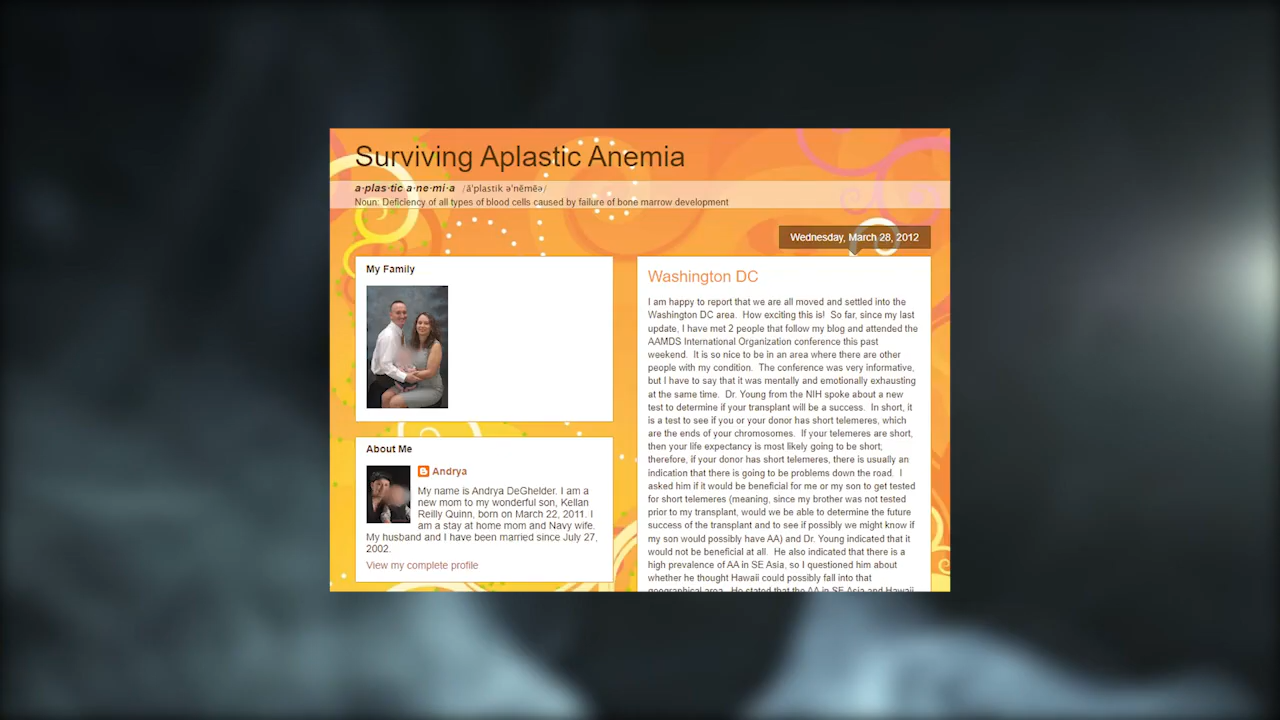 Surviving Aplastic Anemia
a·plas·tic a·ne·mi·a /ā'plastik ə'nēmēə/
Noun: Deficiency of all types of blood cells caused by failure of bone marrow development
Wednesday, March 28, 2012
My Family
About Me
Andrya
My name is Andrya DeGhelder. I am a
new mom to my wonderful son, Kellan
Reilly Quinn, born on March 22, 2011. I
am a stay at home mom and Navy wife.
My husband and I have been married since July 27,
2002.
View my complete profile
Washington DC
I am happy to report that we are all moved and settled into the
Washington DC area. How exciting this is! So far, since my last
update, I have met 2 people that follow my blog and attended the
AAMDS International Organization conference this past
weekend. It is so nice to be in an area where there are other
people with my condition. The conference was very informative,
but I have to say that it was mentally and emotionally exhausting
at the same time. Dr. Young from the NIH spoke about a new
test to determine if your transplant will be a success. In short, it
is a test to see if you or your donor has short telemeres, which
are the ends of your chromosomes. If your telemeres are short,
then your life expectancy is most likely going to be short;
therefore, if your donor has short telemeres, there is usually an
indication that there is going to be problems down the road. I
asked him if it would be beneficial for me or my son to get tested
for short telemeres (meaning, since my brother was not tested
prior to my transplant, would we be able to determine the future
success of the transplant and to see if possibly we might know if
my son would possibly have AA) and Dr. Young indicated that it
would not be beneficial at all. He also indicated that there is a
high prevalence of AA in SE Asia, so I questioned him about
whether he thought Hawaii could possibly fall into that
geographical area. He stated that the AA in SE Asia and Hawaii